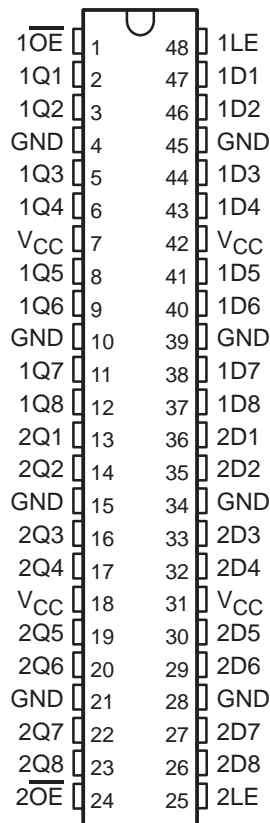 1O̅E̅ 1 48 1LE
1Q1 2 47 1D1
1Q2 3 46 1D2
GND 4 45 GND
1Q3 5 44 1D3
1Q4 6 43 1D4
VCC 7 42 VCC
1Q5 8 41 1D5
1Q6 9 40 1D6
GND 10 39 GND
1Q7 11 38 1D7
1Q8 12 37 1D8
2Q1 13 36 2D1
2Q2 14 35 2D2
GND 15 34 GND
2Q3 16 33 2D3
2Q4 17 32 2D4
VCC 18 31 VCC
2Q5 19 30 2D5
2Q6 20 29 2D6
GND 21 28 GND
2Q7 22 27 2D7
2Q8 23 26 2D8
2O̅E̅ 24 25 2LE